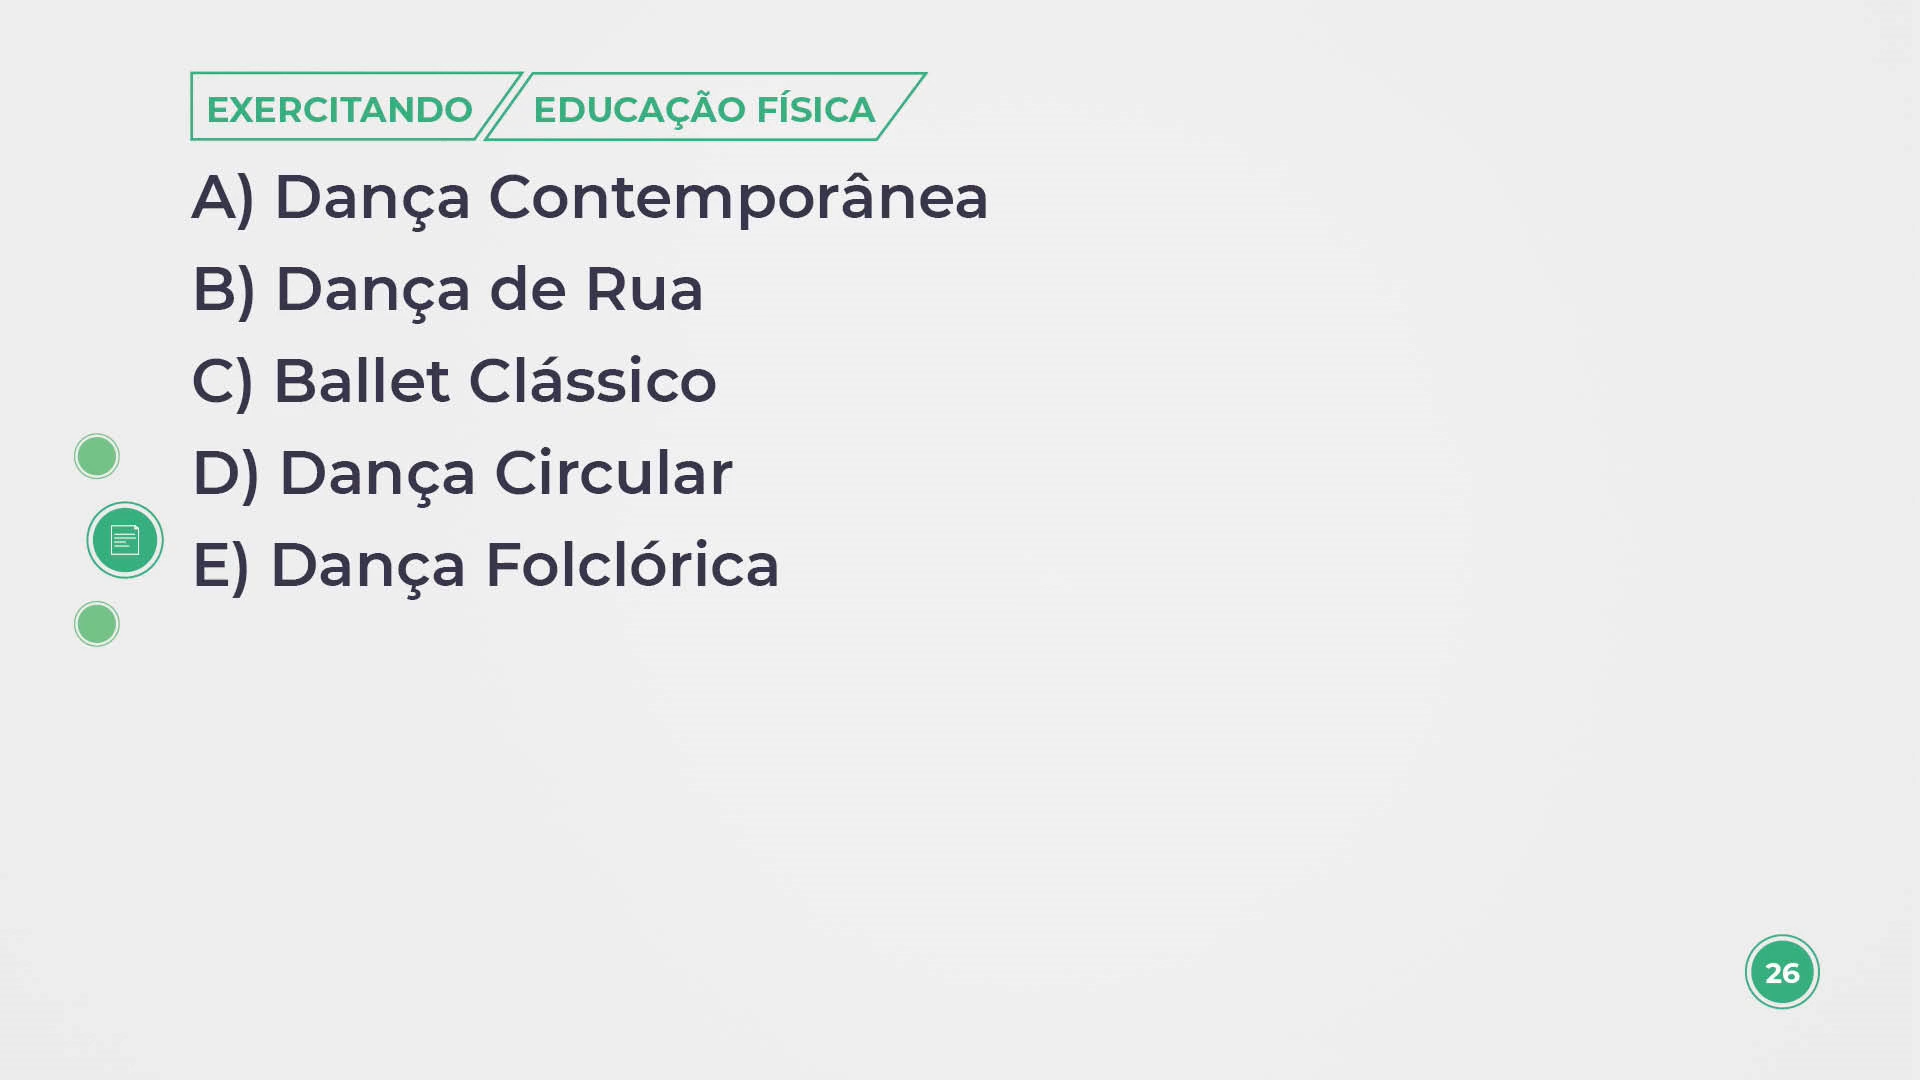 EXERCITANDO EDUCAÇÃO FÍSICA
A) Dança Contemporânea
B) Dança de Rua
C) Ballet Clássico
D) Dança Circular
E) Dança Folclórica
26